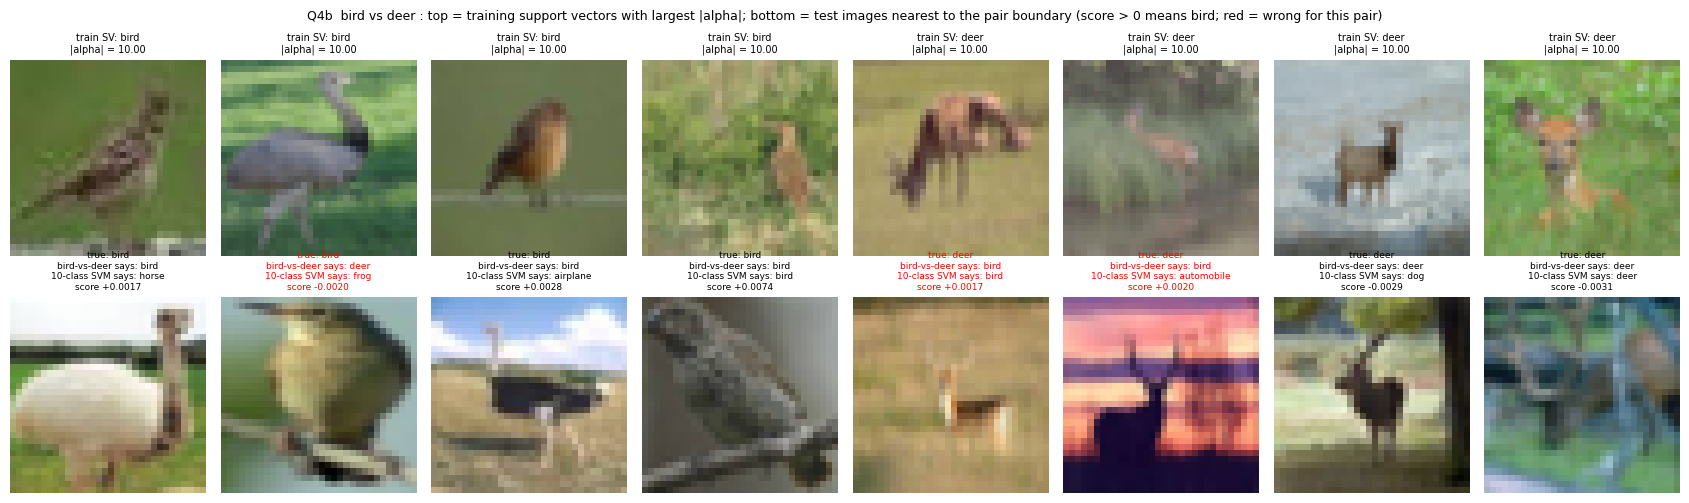 Q4b bird vs deer : top = training support vectors with largest |alpha|; bottom = test images nearest to the pair boundary (score > 0 means bird; red = wrong for this pair)
train SV: bird
|alpha| = 10.00
train SV: bird
|alpha| = 10.00
train SV: bird
|alpha| = 10.00
train SV: bird
|alpha| = 10.00
train SV: deer
|alpha| = 10.00
train SV: deer
|alpha| = 10.00
train SV: deer
|alpha| = 10.00
train SV: deer
|alpha| = 10.00
true: bird
bird-vs-deer says: bird
10-class SVM says: horse
score +0.0017
true: bird
bird-vs-deer says: deer
10-class SVM says: frog
score -0.0020
true: bird
bird-vs-deer says: bird
10-class SVM says: airplane
score +0.0028
true: bird
bird-vs-deer says: bird
10-class SVM says: bird
score +0.0074
true: deer
bird-vs-deer says: bird
10-class SVM says: bird
score +0.0017
true: deer
bird-vs-deer says: bird
10-class SVM says: automobile
score +0.0020
true: deer
bird-vs-deer says: deer
10-class SVM says: dog
score -0.0029
true: deer
bird-vs-deer says: deer
10-class SVM says: deer
score -0.0031